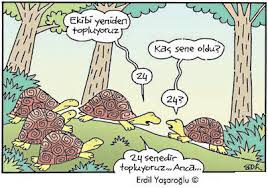 Ekibi yeniden
topluyoruz
Kaç sene oldu?
24
24?
24 senedir
topluyoruz... Anca...
Erdil Yaşaroğlu ©